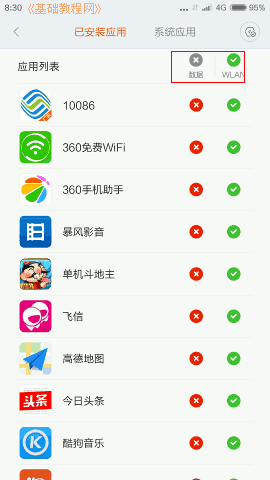 8:30《基础教程网》 4G 95%
已安装应用 系统应用
应用列表 数据 WLAN
10086
360免费WiFi
360手机助手
暴风影音
单机斗地主
飞信
高德地图
头条 今日头条
酷狗音乐